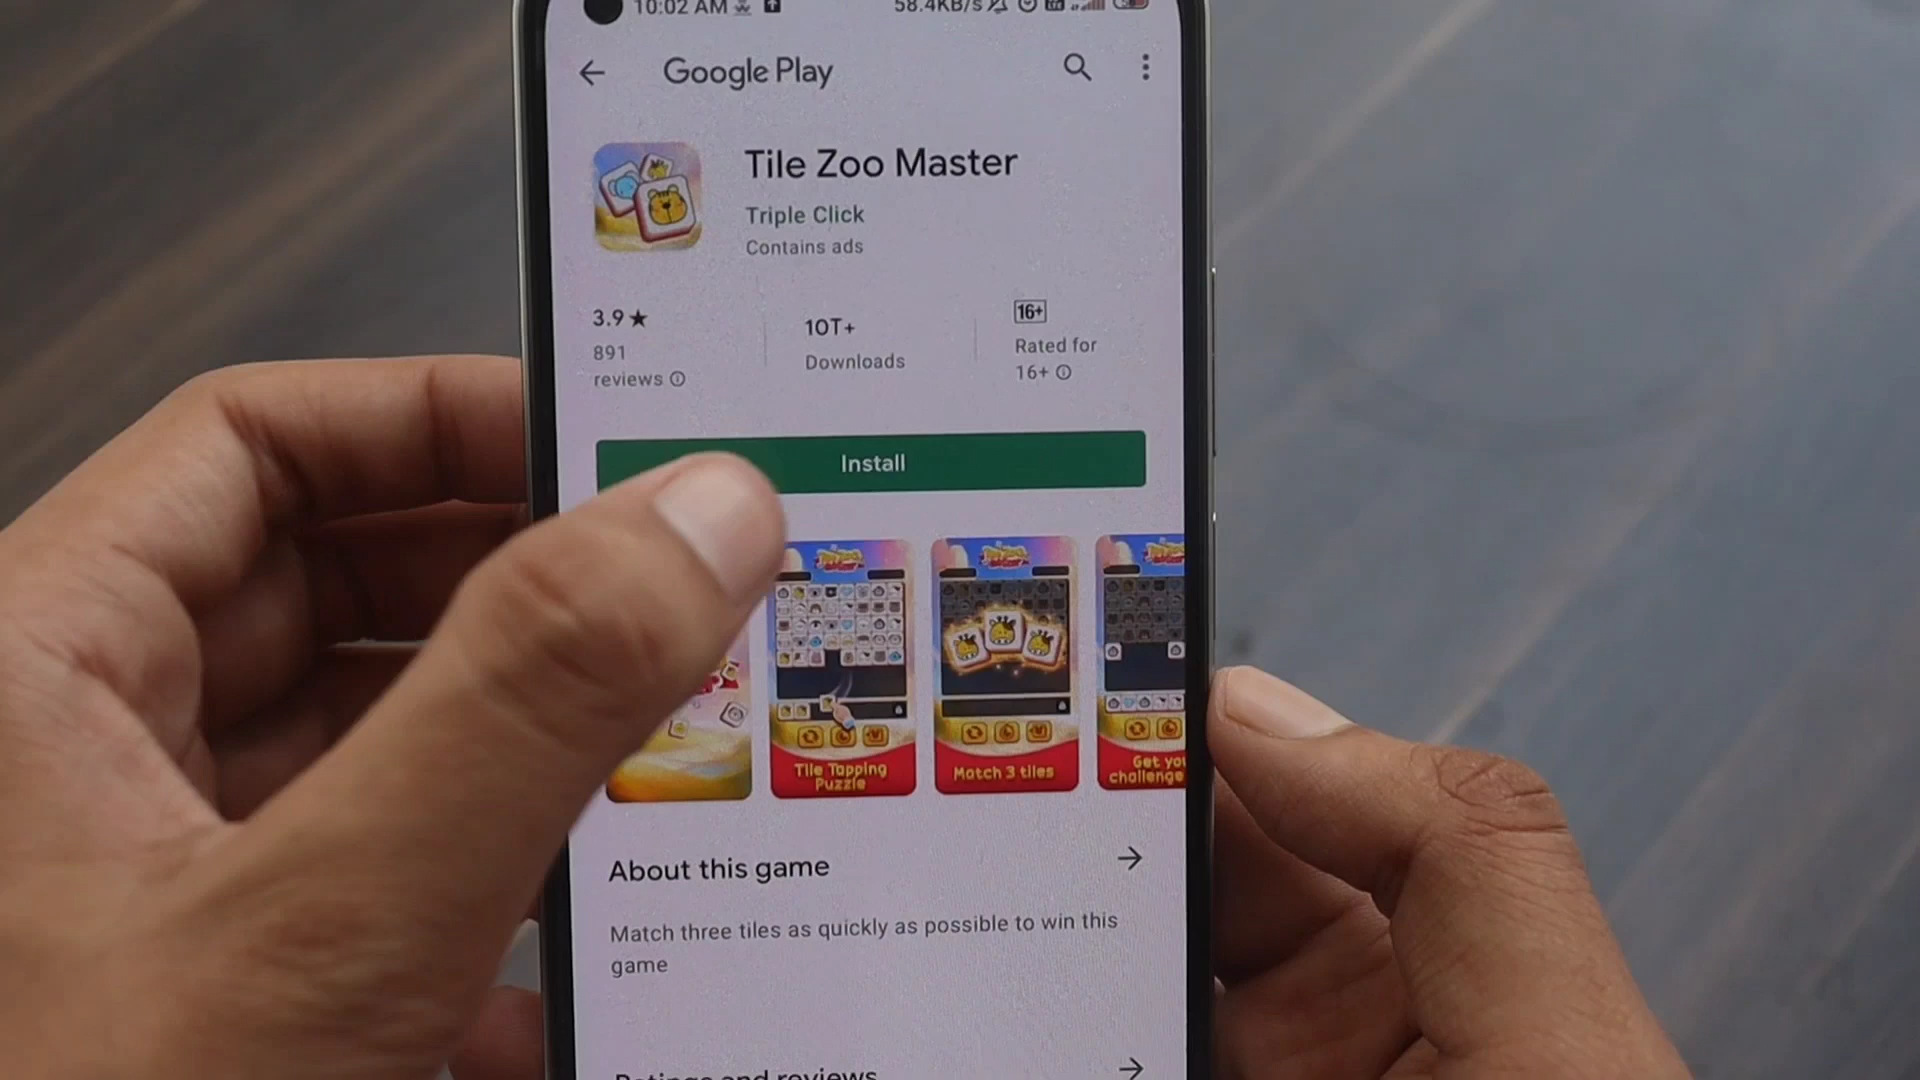 10:02 AM
58.4KB/s
Google Play
Tile Zoo Master
Triple Click
Contains ads
3.9★
891
reviews
10T+
Downloads
16+
Rated for
16+
Install
Tile Tapping
Puzzle
Match 3 tiles
Get you
challenge
About this game
Match three tiles as quickly as possible to win this
game
Ratings and reviews